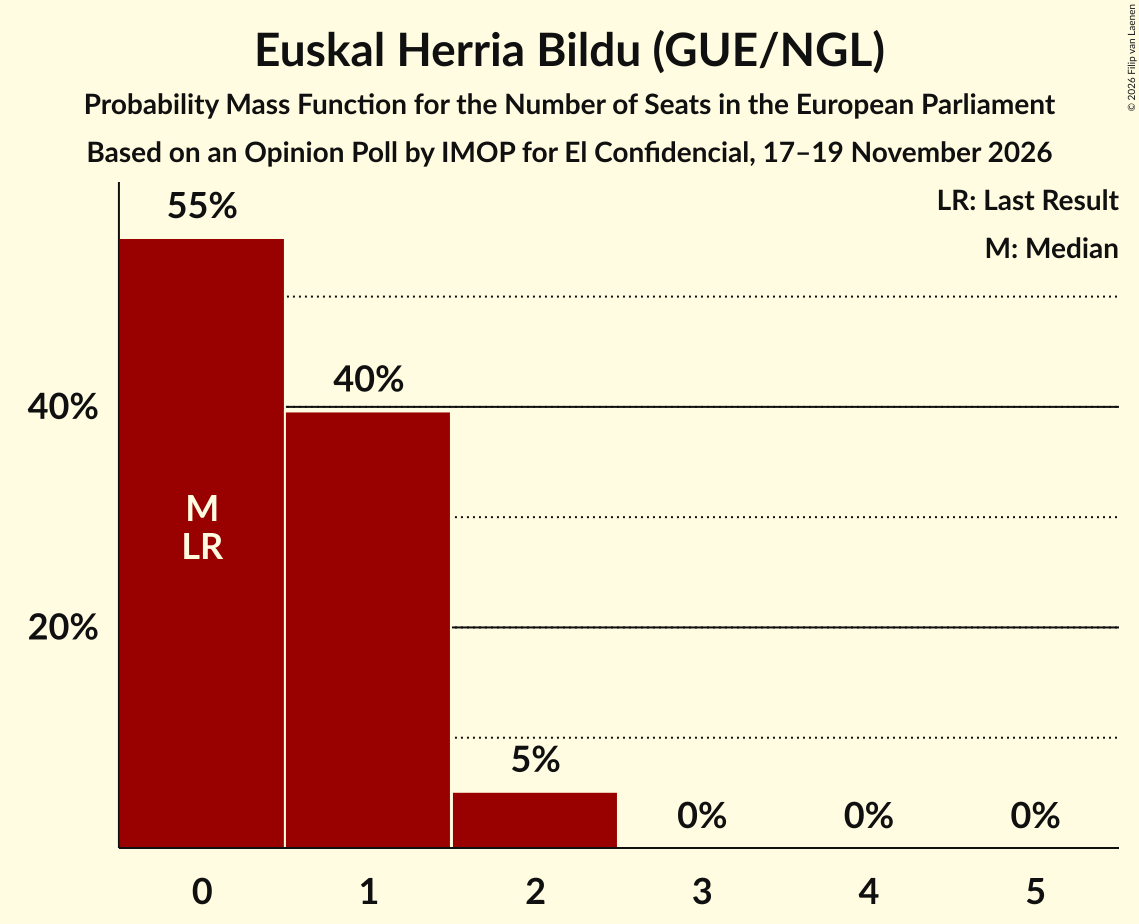 Euskal Herria Bildu (GUE/NGL)
Probability Mass Function for the Number of Seats in the European Parliament
Based on an Opinion Poll by IMOP for El Confidencial, 17–19 November 2026
© 2026 Filip van Laenen
LR: Last Result
M: Median
55%
40%
40%
M
LR
20%
5%
0%
0%
0%
0
1
2
3
4
5